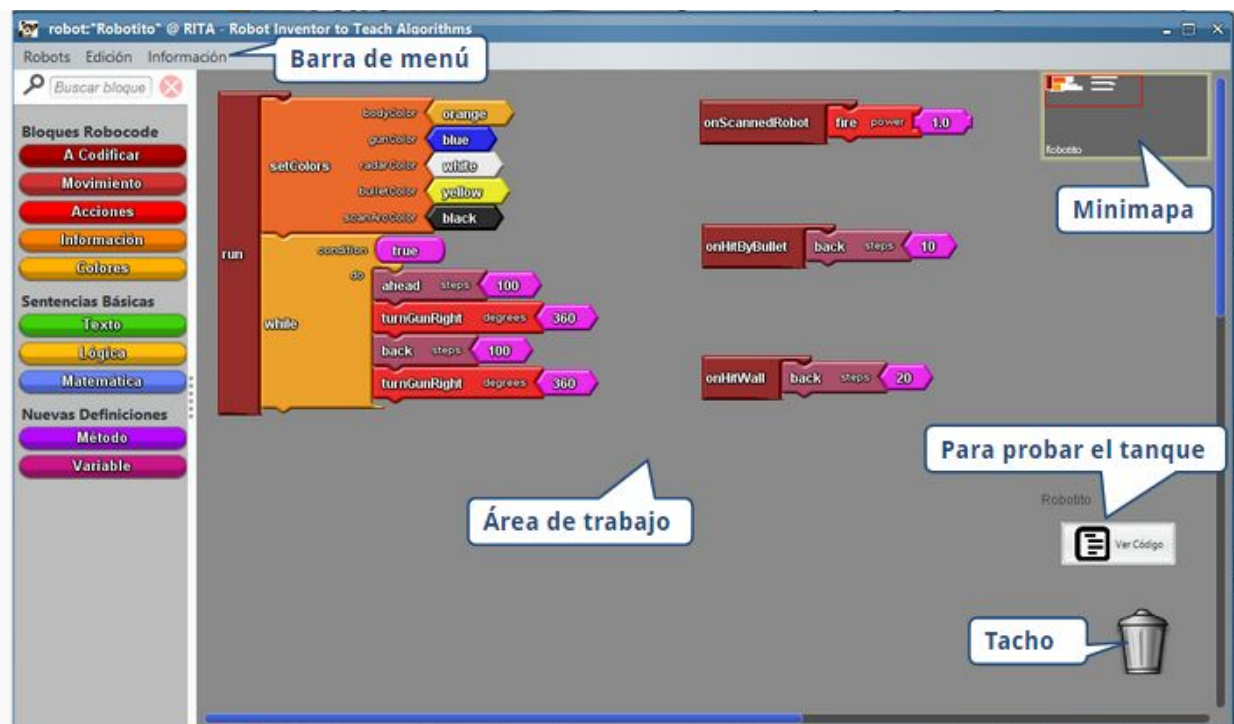 robot:"Robotito" @ RITA - Robot Inventor to Teach Algorithms
Robots Edición Información
Barra de menú
Buscar bloque
Bloques Robocode
A Codificar
Movimiento
Acciones
Información
Colores
Sentencias Básicas
Texto
Lógica
Matemática
Nuevas Definiciones
Método
Variable
run
setColors
bodyColor orange
gunColor blue
radarColor white
bulletColor yellow
scanArcColor black
while
condition true
do
ahead steps 100
turnGunRight degrees 360
back steps 100
turnGunRight degrees 360
onScannedRobot fire power 1.0
onHitByBullet back steps 10
onHitWall back steps 20
Robotito
Minimapa
Área de trabajo
Para probar el tanque
Robotito
Ver Código
Tacho